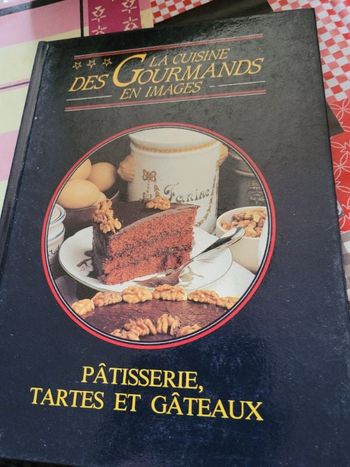 LA CUISINE
DES GOURMANDS
EN IMAGES
Farine
PÂTISSERIE,
TARTES ET GÂTEAUX